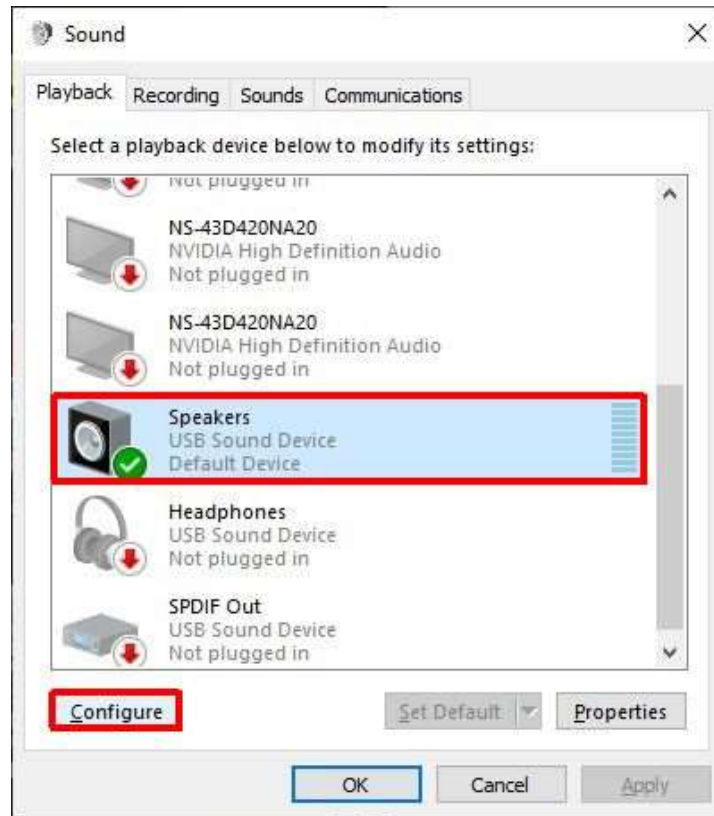 Sound
Playback Recording Sounds Communications
Select a playback device below to modify its settings:
Not plugged in
NS-43D420NA20
NVIDIA High Definition Audio
Not plugged in
NS-43D420NA20
NVIDIA High Definition Audio
Not plugged in
Speakers
USB Sound Device
Default Device
Headphones
USB Sound Device
Not plugged in
SPDIF Out
USB Sound Device
Not plugged in
Configure Set Default Properties
OK Cancel Apply